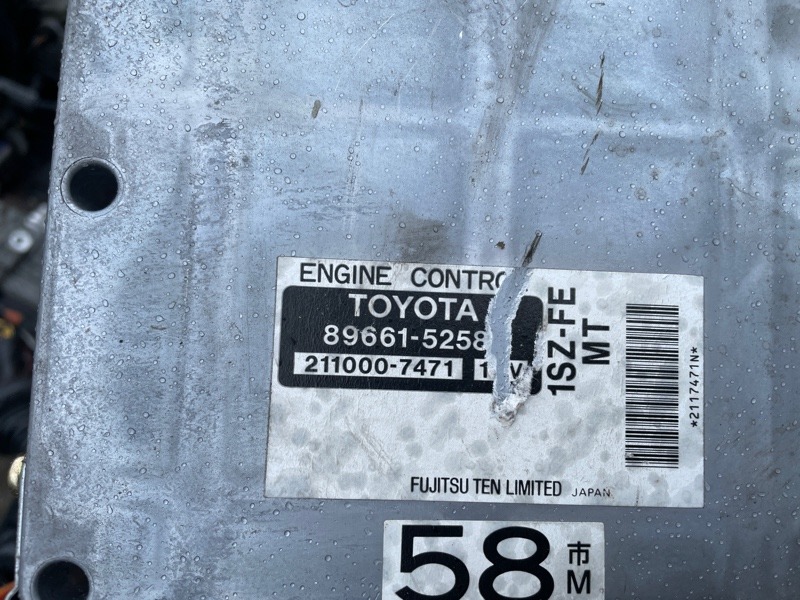 ENGINE CONTRO
TOYOTA
89661-5258
211000-7471
1SZ-FE
MT
*2117471N*
FUJITSU TEN LIMITED JAPAN
58 市
M